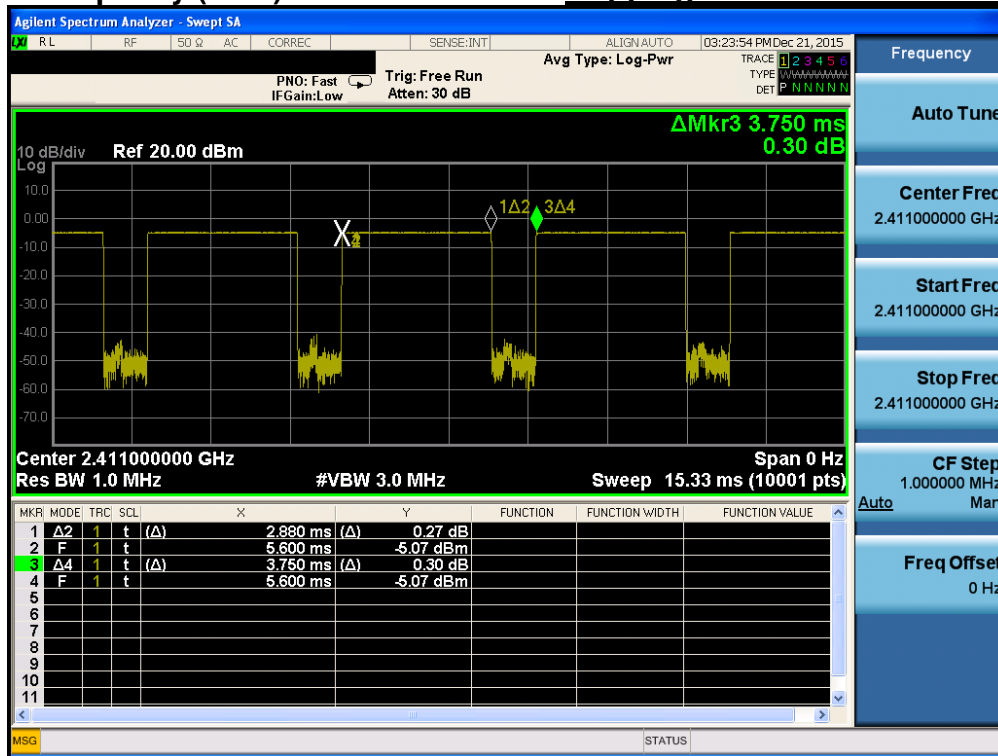 Agilent Spectrum Analyzer - Swept SA
LXI RL RF 50 Ω AC CORREC SENSE:INT ALIGN AUTO 03:23:54 PM Dec 21, 2015
Avg Type: Log-Pwr
TRACE 1 2 3 4 5 6
PNO: Fast Trig: Free Run
TYPE
IFGain:Low Atten: 30 dB
DET P N N N N N
ΔMkr3 3.750 ms
0.30 dB
10 dB/div Ref 20.00 dBm
Log
10.0
0.00
-10.0
-20.0
-30.0
-40.0
-50.0
-60.0
-70.0
1Δ2 3Δ4
Center 2.411000000 GHz Span 0 Hz
Res BW 1.0 MHz #VBW 3.0 MHz Sweep 15.33 ms (10001 pts)
MKR MODE TRC SCL X Y FUNCTION FUNCTION WIDTH FUNCTION VALUE
1 Δ2 1 t (Δ) 2.880 ms (Δ) 0.27 dB
2 F 1 t 5.600 ms -5.07 dBm
3 Δ4 1 t (Δ) 3.750 ms (Δ) 0.30 dB
4 F 1 t 5.600 ms -5.07 dBm
5
6
7
8
9
10
11
MSG STATUS
Frequency
Auto Tune
Center Freq
2.411000000 GHz
Start Freq
2.411000000 GHz
Stop Freq
2.411000000 GHz
CF Step
1.000000 MHz
Auto Man
Freq Offset
0 Hz